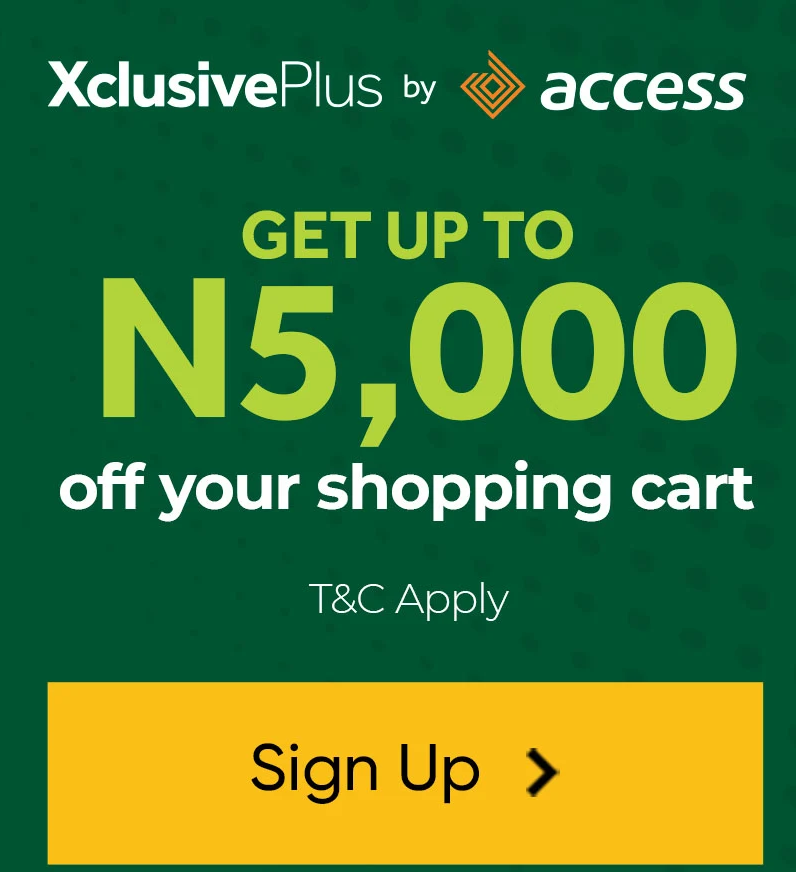 XclusivePlus by access
GET UP TO
N5,000
off your shopping cart
T&C Apply
Sign Up